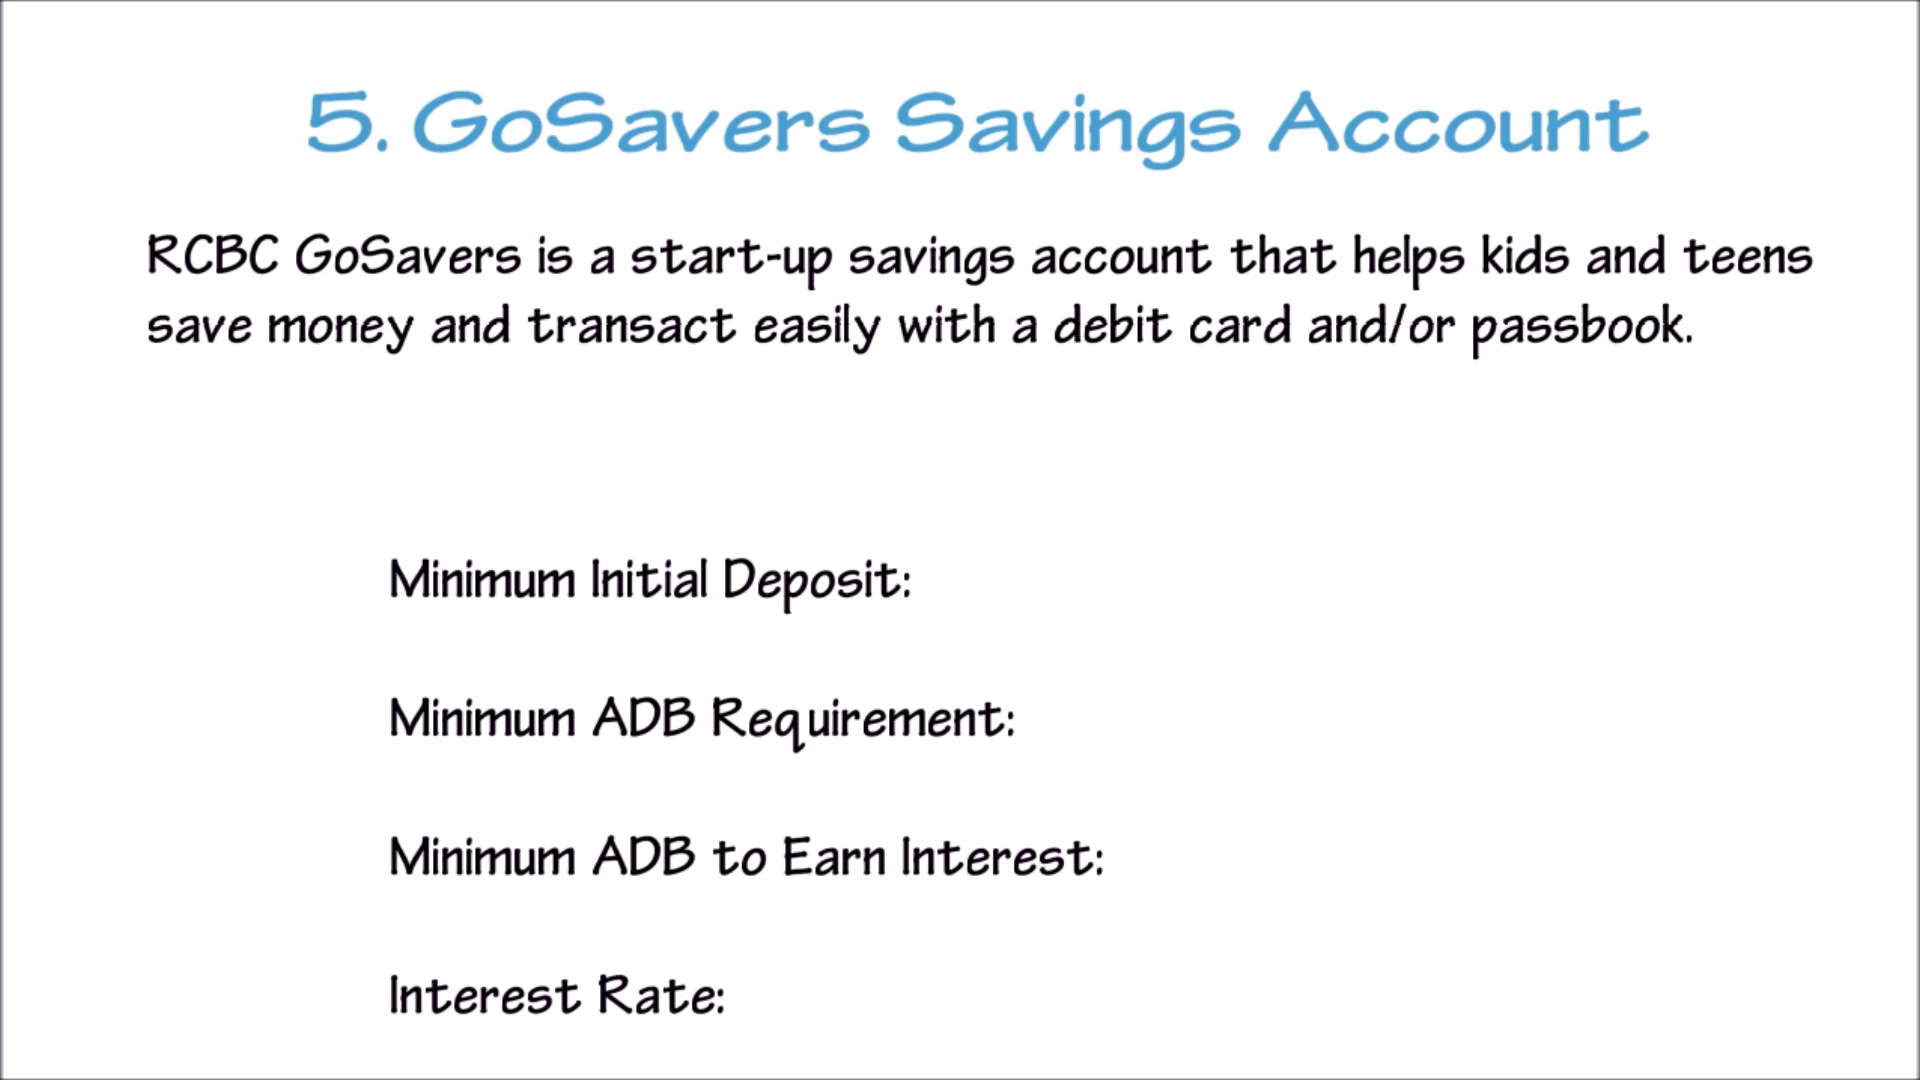 5. GoSavers Savings Account
RCBC GoSavers is a start-up savings account that helps kids and teens
save money and transact easily with a debit card and/or passbook.
Minimum Initial Deposit:
Minimum ADB Requirement:
Minimum ADB to Earn Interest:
Interest Rate: